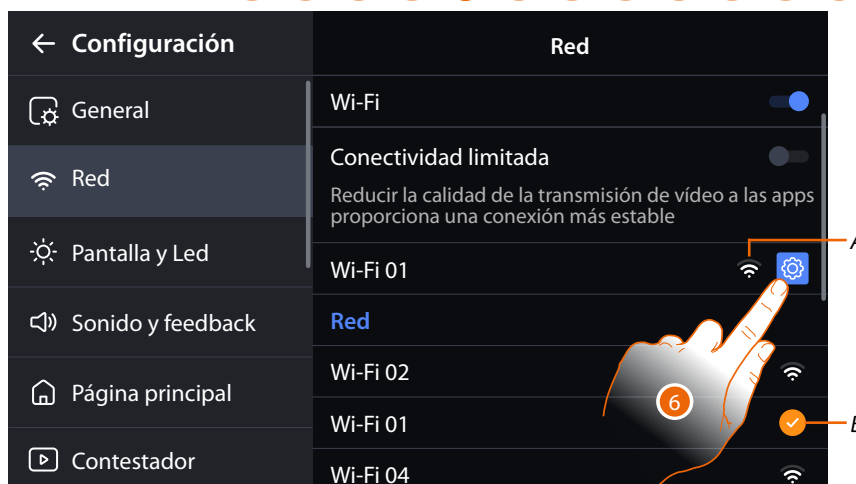 Configuración
General
Red
Pantalla y Led
Sonido y feedback
Página principal
Contestador
Red
Wi-Fi
Conectividad limitada
Reducir la calidad de la transmisión de vídeo a las apps
proporciona una conexión más estable
Wi-Fi 01
A
Red
Wi-Fi 02
6
Wi-Fi 01
Wi-Fi 04